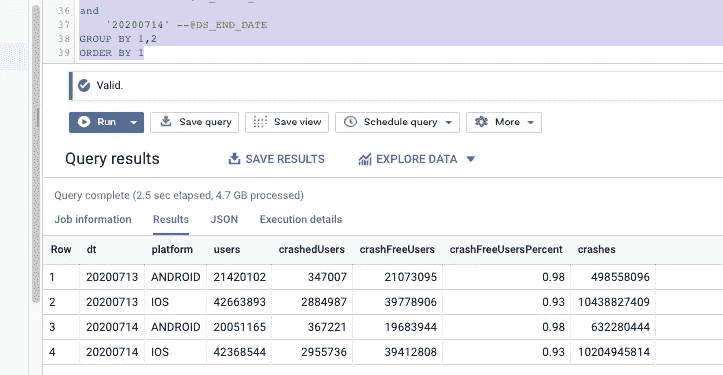 36
and
37 '20200714' --@DS_END_DATE
38 GROUP BY 1,2
39 ORDER BY 1
Valid.
Run Save query Save view Schedule query More
Query results SAVE RESULTS EXPLORE DATA
Query complete (2.5 sec elapsed, 4.7 GB processed)
Job information Results JSON Execution details
Row dt platform users crashedUsers crashFreeUsers crashFreeUsersPercent crashes
1 20200713 ANDROID 21420102 347007 21073095 0.98 498558096
2 20200713 IOS 42663893 2884987 39778906 0.93 10438827409
3 20200714 ANDROID 20051165 367221 19683944 0.98 632280444
4 20200714 IOS 42368544 2955736 39412808 0.93 10204945814